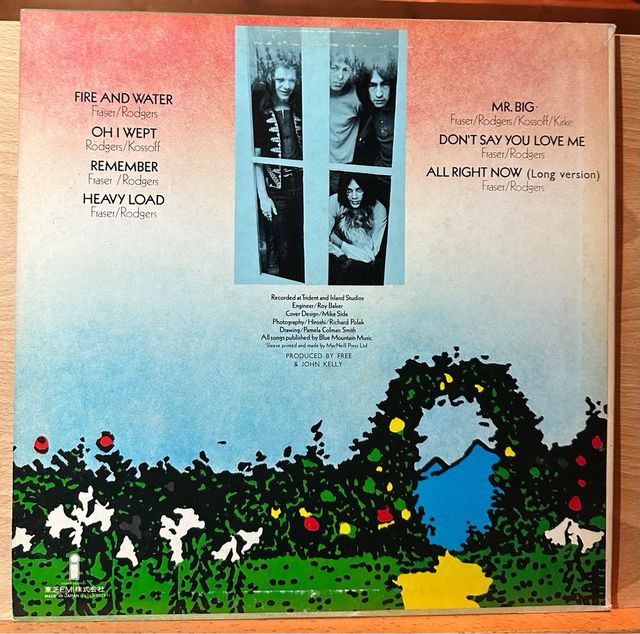 FIRE AND WATER
Fraser/Rodgers
OH I WEPT
Rodgers/Kossoff
REMEMBER
Fraser/Rodgers
HEAVY LOAD
Fraser/Rodgers
MR. BIG
Fraser/Rodgers/Kossoff/Kirke
DON'T SAY YOU LOVE ME
Fraser/Rodgers
ALL RIGHT NOW (Long version)
Fraser/Rodgers
Recorded at Trident and Island Studios
Engineer/Roy Baker
Cover Design/Mike Sida
Photography/Hiroshi/Richard Polak
Drawing/Pamela Colman Smith
All songs published by Blue Mountain Music
Sleeve printed and made by MacNeill Press Ltd
PRODUCED BY FREE
& JOHN KELLY
i
東芝EMI株式会社
MADE IN JAPAN